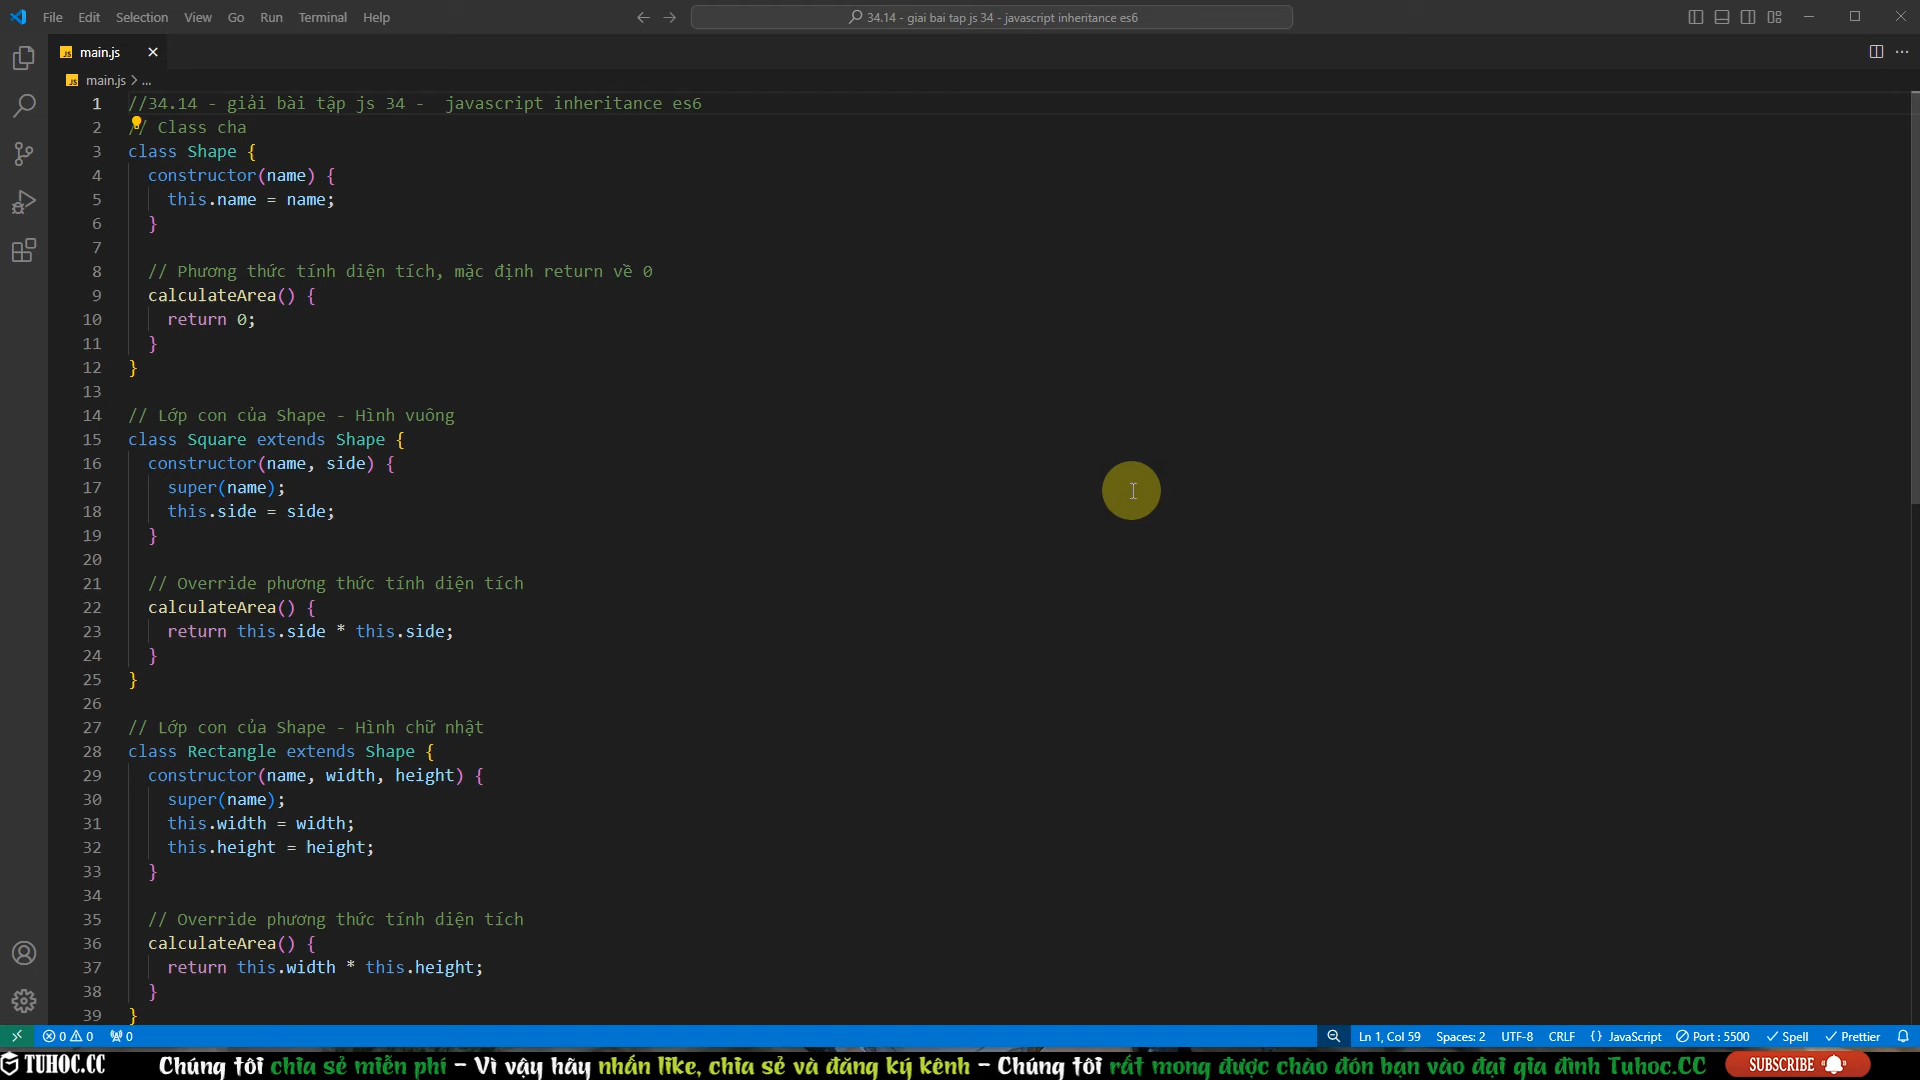 File Edit Selection View Go Run Terminal Help
34.14 - giai bai tap js 34 - javascript inheritance es6
main.js
main.js > ...
1 //34.14 - giải bài tập js 34 -  javascript inheritance es6
2 // Class cha
3 class Shape {
4 constructor(name) {
5 this.name = name;
6 }
7
8 // Phương thức tính diện tích, mặc định return về 0
9 calculateArea() {
10 return 0;
11 }
12 }
13
14 // Lớp con của Shape - Hình vuông
15 class Square extends Shape {
16 constructor(name, side) {
17 super(name);
18 this.side = side;
19 }
20
21 // Override phương thức tính diện tích
22 calculateArea() {
23 return this.side * this.side;
24 }
25 }
26
27 // Lớp con của Shape - Hình chữ nhật
28 class Rectangle extends Shape {
29 constructor(name, width, height) {
30 super(name);
31 this.width = width;
32 this.height = height;
33 }
34
35 // Override phương thức tính diện tích
36 calculateArea() {
37 return this.width * this.height;
38 }
39 }
0 0 0 Ln 1, Col 59 Spaces: 2 UTF-8 CRLF {} JavaScript Port : 5500 Spell Prettier
TUHOC.CC Chúng tôi chia sẻ miễn phí - Vì vậy hãy nhấn like, chia sẻ và đăng ký kênh - Chúng tôi rất mong được chào đón bạn vào đại gia đình Tuhoc.CC SUBSCRIBE